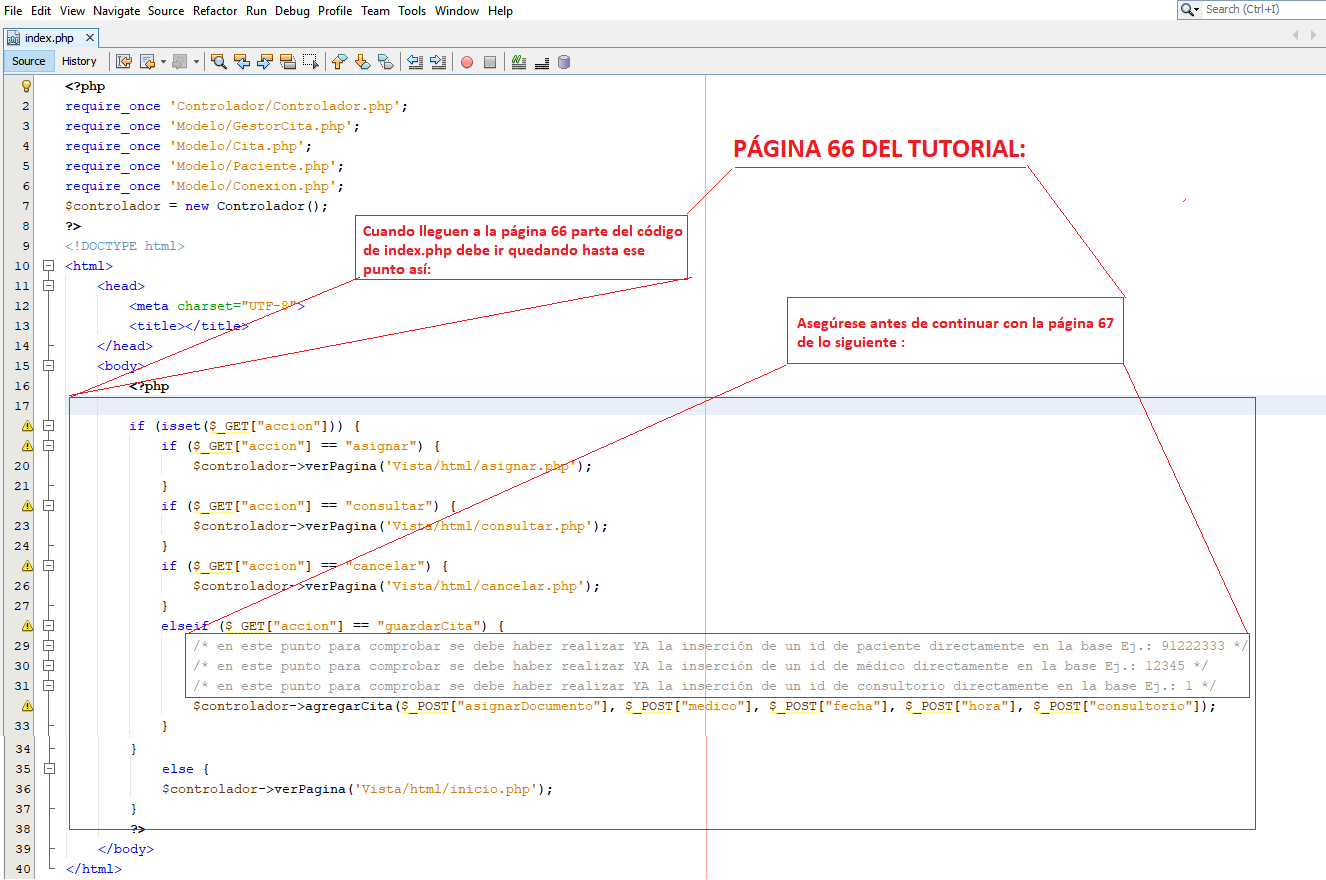 File Edit View Navigate Source Refactor Run Debug Profile Team Tools Window Help
Search (Ctrl+I)
index.php
Source History
<?php
2 require_once 'Controlador/Controlador.php';
3 require_once 'Modelo/GestorCita.php';
4 require_once 'Modelo/Cita.php';
5 require_once 'Modelo/Paciente.php';
6 require_once 'Modelo/Conexion.php';
7 $controlador = new Controlador();
8 ?>
9 <!DOCTYPE html>
10 <html>
11 <head>
12 <meta charset="UTF-8">
13 <title></title>
14 </head>
15 <body>
16 <?php
17
if (isset($_GET["accion"])) {
if ($_GET["accion"] == "asignar") {
20 $controlador->verPagina('Vista/html/asignar.php');
21 }
if ($_GET["accion"] == "consultar") {
23 $controlador->verPagina('Vista/html/consultar.php');
24 }
if ($_GET["accion"] == "cancelar") {
26 $controlador->verPagina('Vista/html/cancelar.php');
27 }
elseif ($_GET["accion"] == "guardarCita") {
29 /* en este punto para comprobar se debe haber realizar YA la inserción de un id de paciente directamente en la base Ej.: 91222333 */
30 /* en este punto para comprobar se debe haber realizar YA la inserción de un id de médico directamente en la base Ej.: 12345 */
31 /* en este punto para comprobar se debe haber realizar YA la inserción de un id de consultorio directamente en la base Ej.: 1 */
$controlador->agregarCita($_POST["asignarDocumento"], $_POST["medico"], $_POST["fecha"], $_POST["hora"], $_POST["consultorio"]);
33 }
34 }
35 else {
36 $controlador->verPagina('Vista/html/inicio.php');
37 }
38 ?>
39 </body>
40 </html>
PÁGINA 66 DEL TUTORIAL:
Cuando lleguen a la página 66 parte del código
de index.php debe ir quedando hasta ese
punto así:
Asegúrese antes de continuar con la página 67
de lo siguiente :